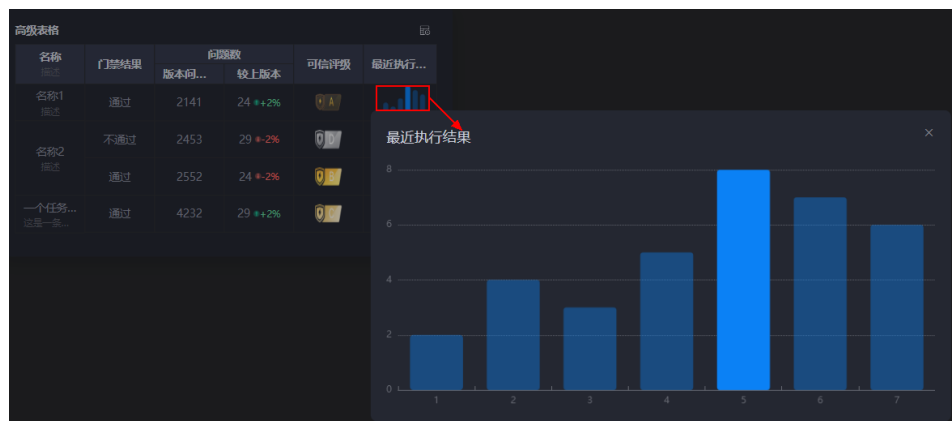 高级表格
名称 门禁结果 问题数 可信评级 最近执行...
描述 版本问... 较上版本
名称1 通过 2141 24 +2% A
描述
名称2 不通过 2453 29 -2% D
描述 通过 2552 24 -2% B
一个任务... 通过 4232 29 +2%
这是一条...
最近执行结果 ×
8
6
4
2
0
1 2 3 4 5 6 7